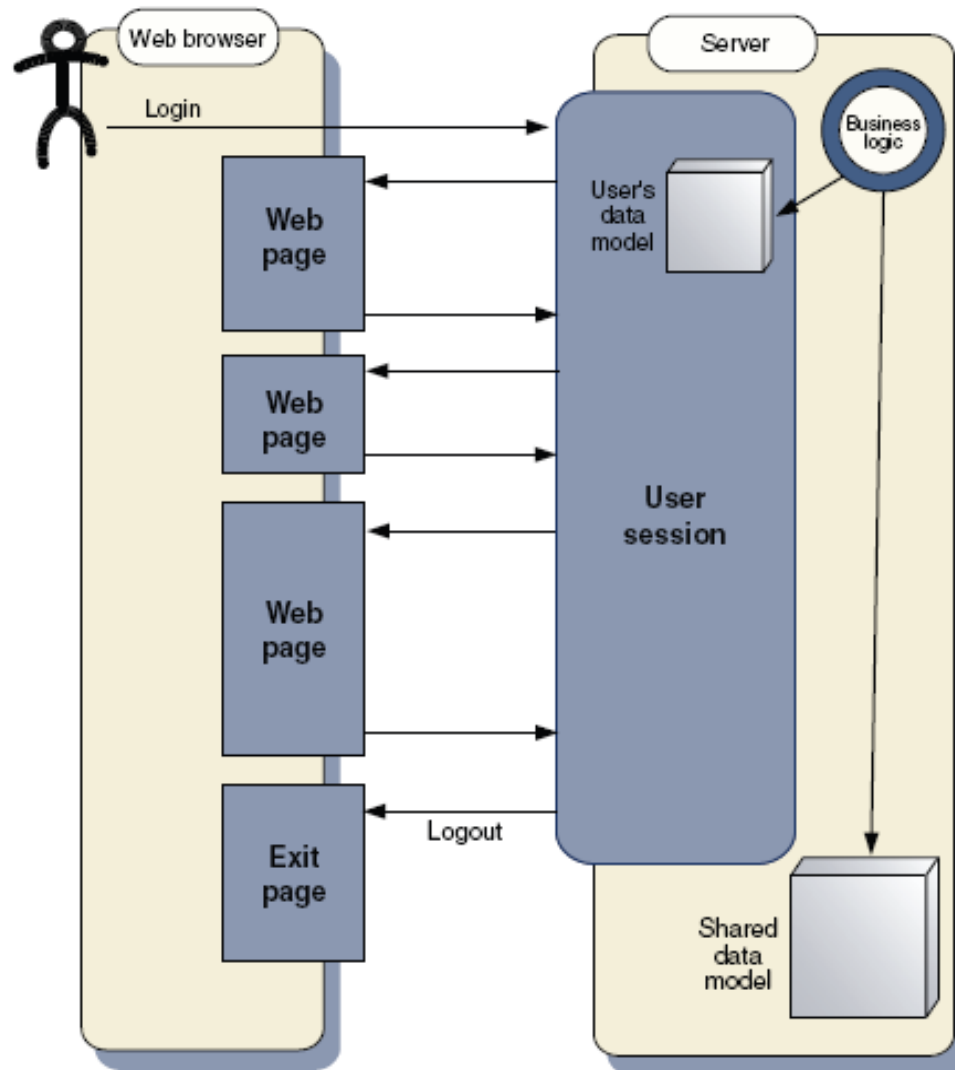 Web browser
Server
Login
Business
logic
User's
data
model
Web
page
Web
page
User
session
Web
page
Logout
Exit
page
Shared
data
model